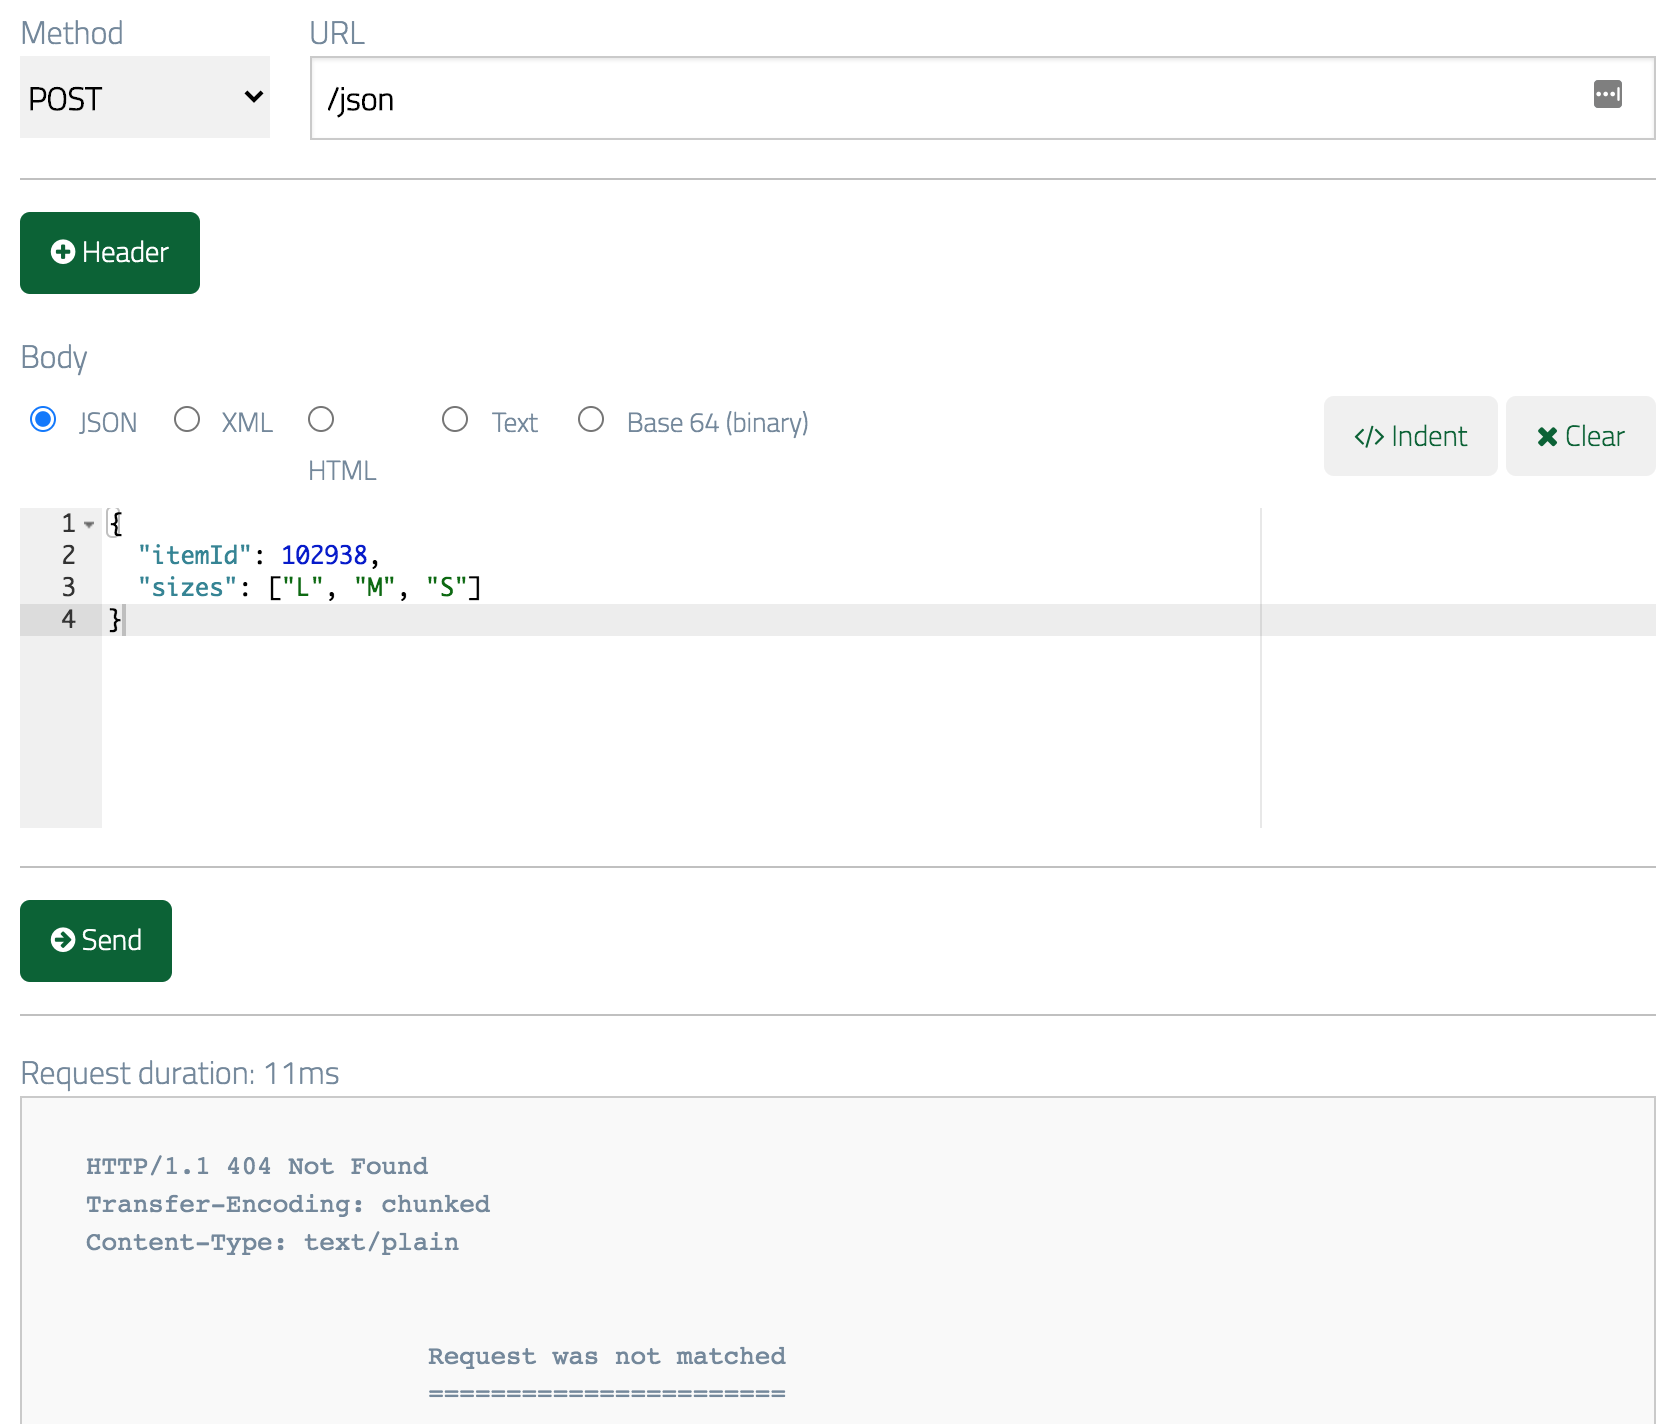 Method URL
POST /json
Header
Body
JSON XML HTML Text Base 64 (binary)
</> Indent Clear
1 {
2 "itemId": 102938,
3 "sizes": ["L", "M", "S"]
4 }
Send
Request duration: 11ms
HTTP/1.1 404 Not Found
Transfer-Encoding: chunked
Content-Type: text/plain
Request was not matched
=======================